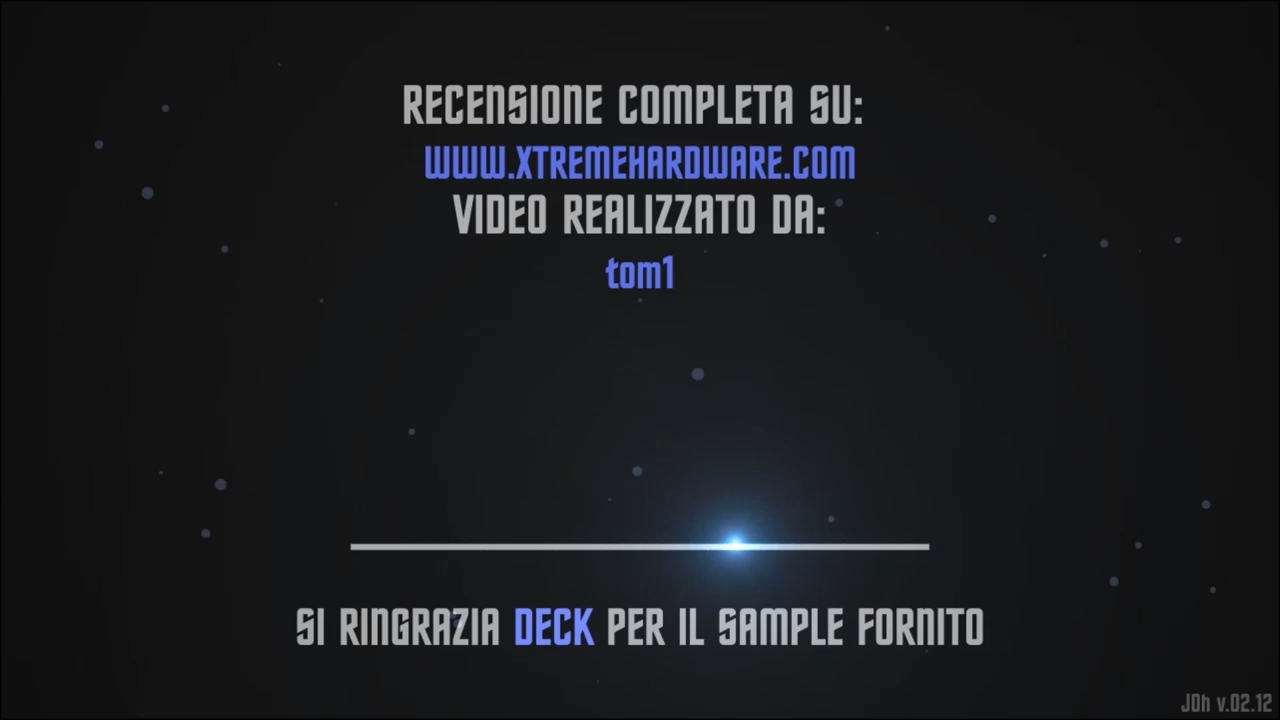 RECENSIONE COMPLETA SU:
WWW.XTREMEHARDWARE.COM
VIDEO REALIZZATO DA:
tom1
SI RINGRAZIA DECK PER IL SAMPLE FORNITO
J0h v.02.12